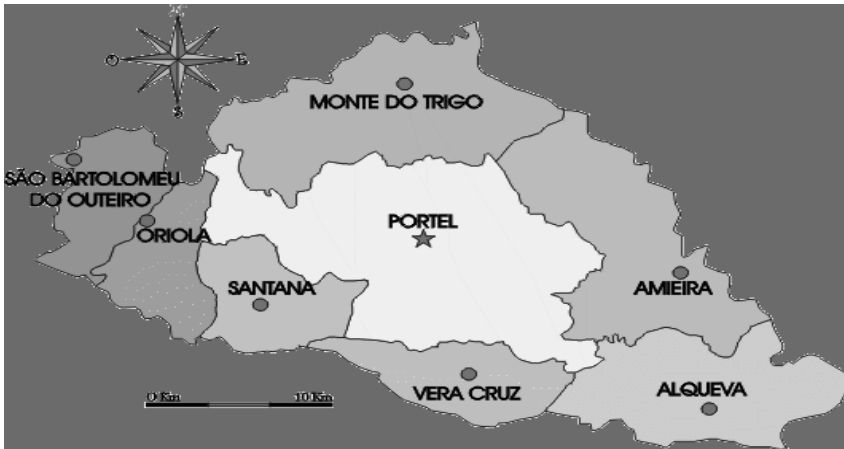 N
O
E
S
MONTE DO TRIGO
SÃO BARTOLOMEU
DO OUTEIRO
ORIOLA
PORTEL
SANTANA
AMIEIRA
VERA CRUZ
ALQUEVA
0 Km
10 Km